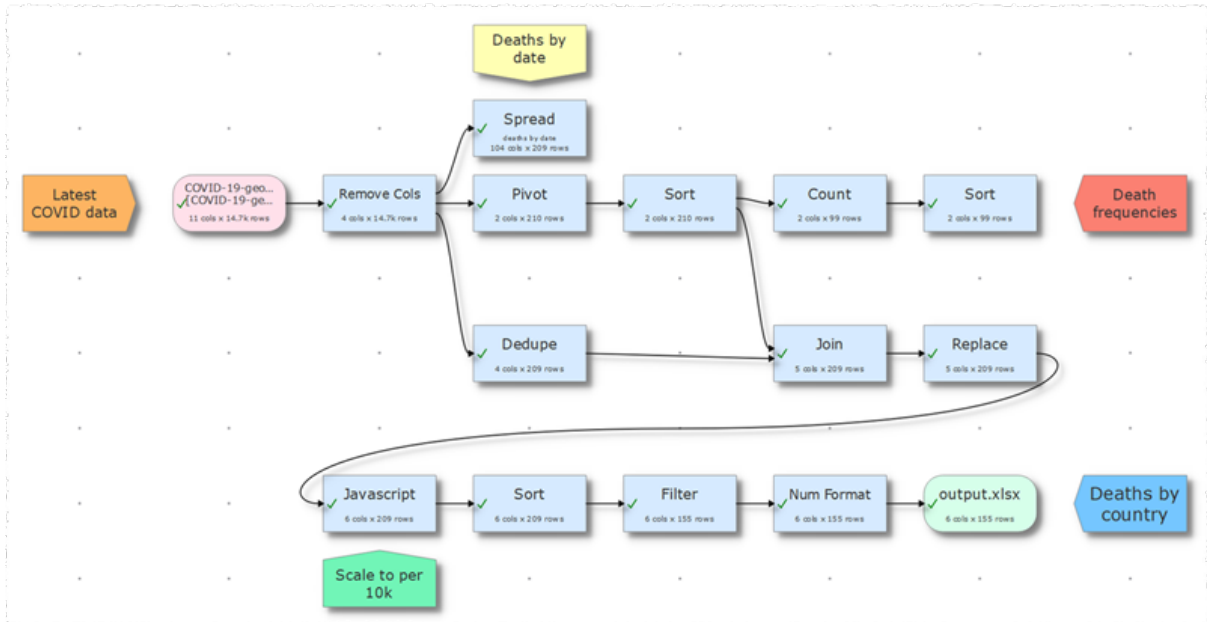 Deaths by
date
Spread
deaths by date
104 cols x 209 rows
Latest
COVID data
COVID-19-geo...
[COVID-19-ge...
11 cols x 14.7k rows
Remove Cols
4 cols x 14.7k rows
Pivot
2 cols x 210 rows
Sort
2 cols x 210 rows
Count
2 cols x 99 rows
Sort
2 cols x 99 rows
Death
frequencies
Dedupe
4 cols x 209 rows
Join
5 cols x 209 rows
Replace
5 cols x 209 rows
Javascript
6 cols x 209 rows
Sort
6 cols x 209 rows
Filter
6 cols x 155 rows
Num Format
6 cols x 155 rows
output.xlsx
6 cols x 155 rows
Deaths by
country
Scale to per
10k